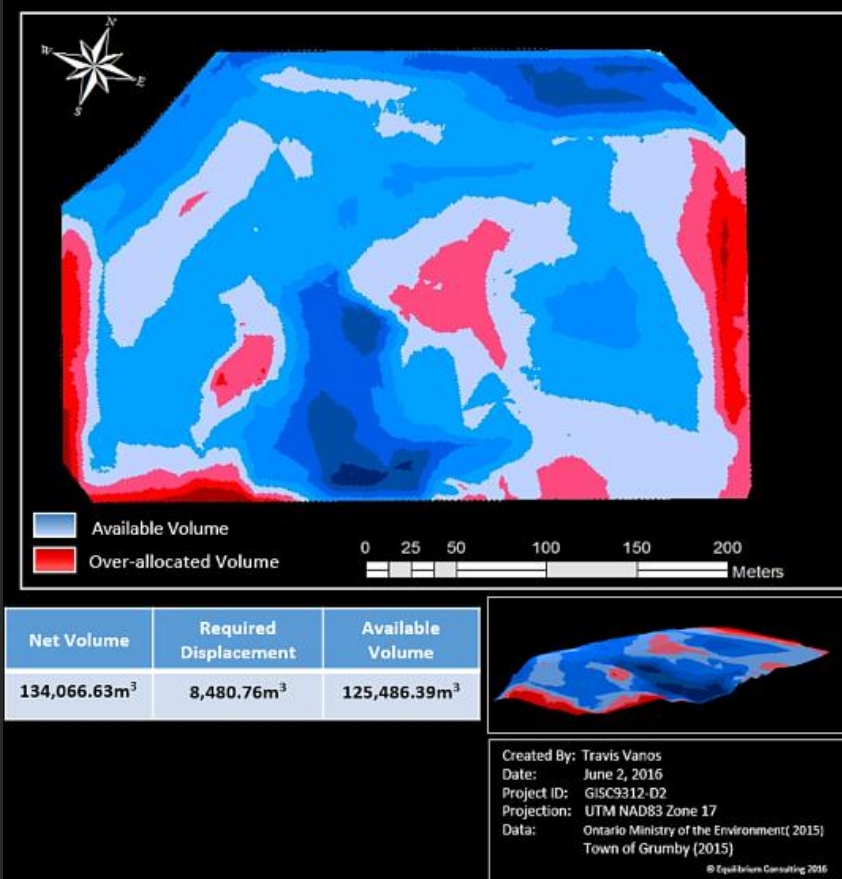 N
W
E
S
Available Volume
Over-allocated Volume
0 25 50 100 150 200
Meters
Net Volume
Required
Displacement
Available
Volume
134,066.63m³
8,480.76m³
125,486.39m³
Created By: Travis Vanos
Date: June 2, 2016
Project ID: GISC9312-D2
Projection: UTM NAD83 Zone 17
Data: Ontario Ministry of the Environment( 2015)
Town of Grumby (2015)
© Equilibrium Consulting 2016